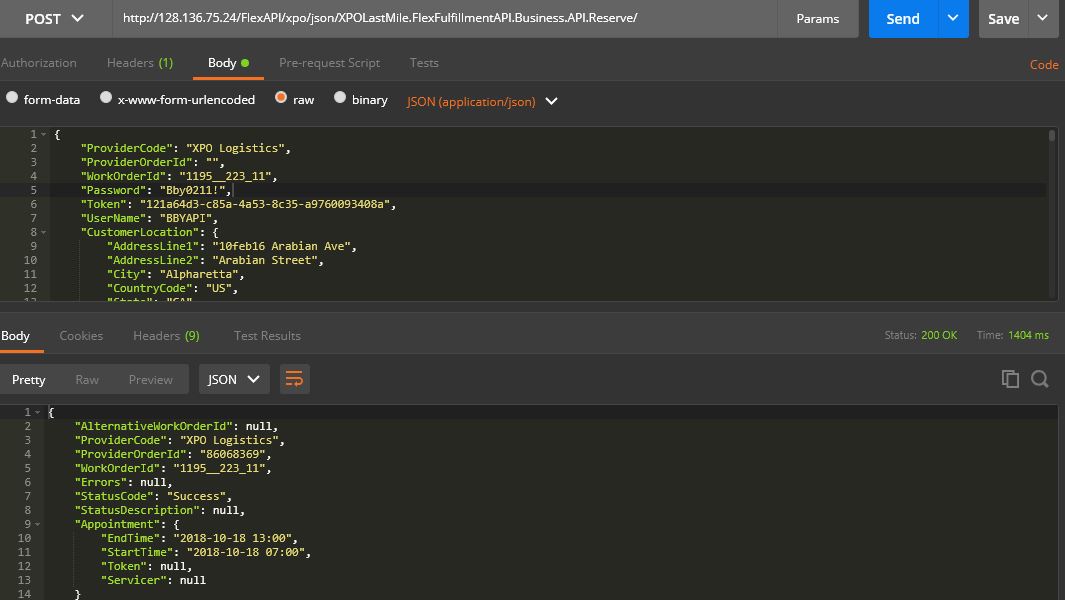 POST http://128.136.75.24/FlexAPI/xpo/json/XPOLastMile.FlexFulfillmentAPI.Business.API.Reserve/ Params Send Save
Authorization Headers (1) Body Pre-request Script Tests Code
form-data x-www-form-urlencoded raw binary JSON (application/json)
1 {
2 "ProviderCode": "XPO Logistics",
3 "ProviderOrderId": "",
4 "WorkOrderId": "1195__223_11",
5 "Password": "Bby0211!",
6 "Token": "121a64d3-c85a-4a53-8c35-a9760093408a",
7 "UserName": "BBYAPI",
8 "CustomerLocation": {
9 "AddressLine1": "10feb16 Arabian Ave",
10 "AddressLine2": "Arabian Street",
11 "City": "Alpharetta",
12 "CountryCode": "US",
13 "State": "GA"
Body Cookies Headers (9) Test Results Status: 200 OK Time: 1404 ms
Pretty Raw Preview JSON
1 {
2 "AlternativeWorkOrderId": null,
3 "ProviderCode": "XPO Logistics",
4 "ProviderOrderId": "86068369",
5 "WorkOrderId": "1195__223_11",
6 "Errors": null,
7 "StatusCode": "Success",
8 "StatusDescription": null,
9 "Appointment": {
10 "EndTime": "2018-10-18 13:00",
11 "StartTime": "2018-10-18 07:00",
12 "Token": null,
13 "Servicer": null
14 }